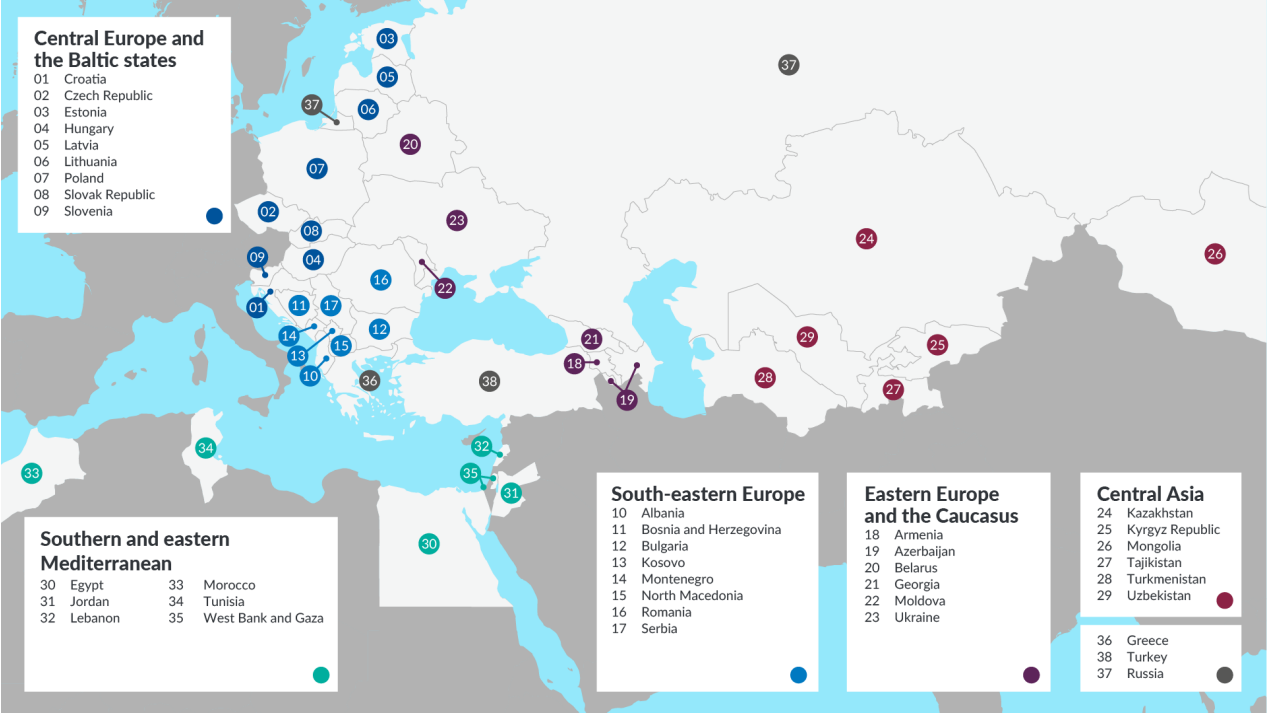 Central Europe and
the Baltic states
01 Croatia
02 Czech Republic
03 Estonia
04 Hungary
05 Latvia
06 Lithuania
07 Poland
08 Slovak Republic
09 Slovenia
03
05
37
37
06
20
07
02
23
08
24
09
04
26
16
22
01
11
17
12
14
29
21
15
25
13
18
10
36
38
28
27
19
32
34
33
35
31
30
Southern and eastern
Mediterranean
30 Egypt
31 Jordan
32 Lebanon
33 Morocco
34 Tunisia
35 West Bank and Gaza
South-eastern Europe
10 Albania
11 Bosnia and Herzegovina
12 Bulgaria
13 Kosovo
14 Montenegro
15 North Macedonia
16 Romania
17 Serbia
Eastern Europe
and the Caucasus
18 Armenia
19 Azerbaijan
20 Belarus
21 Georgia
22 Moldova
23 Ukraine
Central Asia
24 Kazakhstan
25 Kyrgyz Republic
26 Mongolia
27 Tajikistan
28 Turkmenistan
29 Uzbekistan
36 Greece
38 Turkey
37 Russia